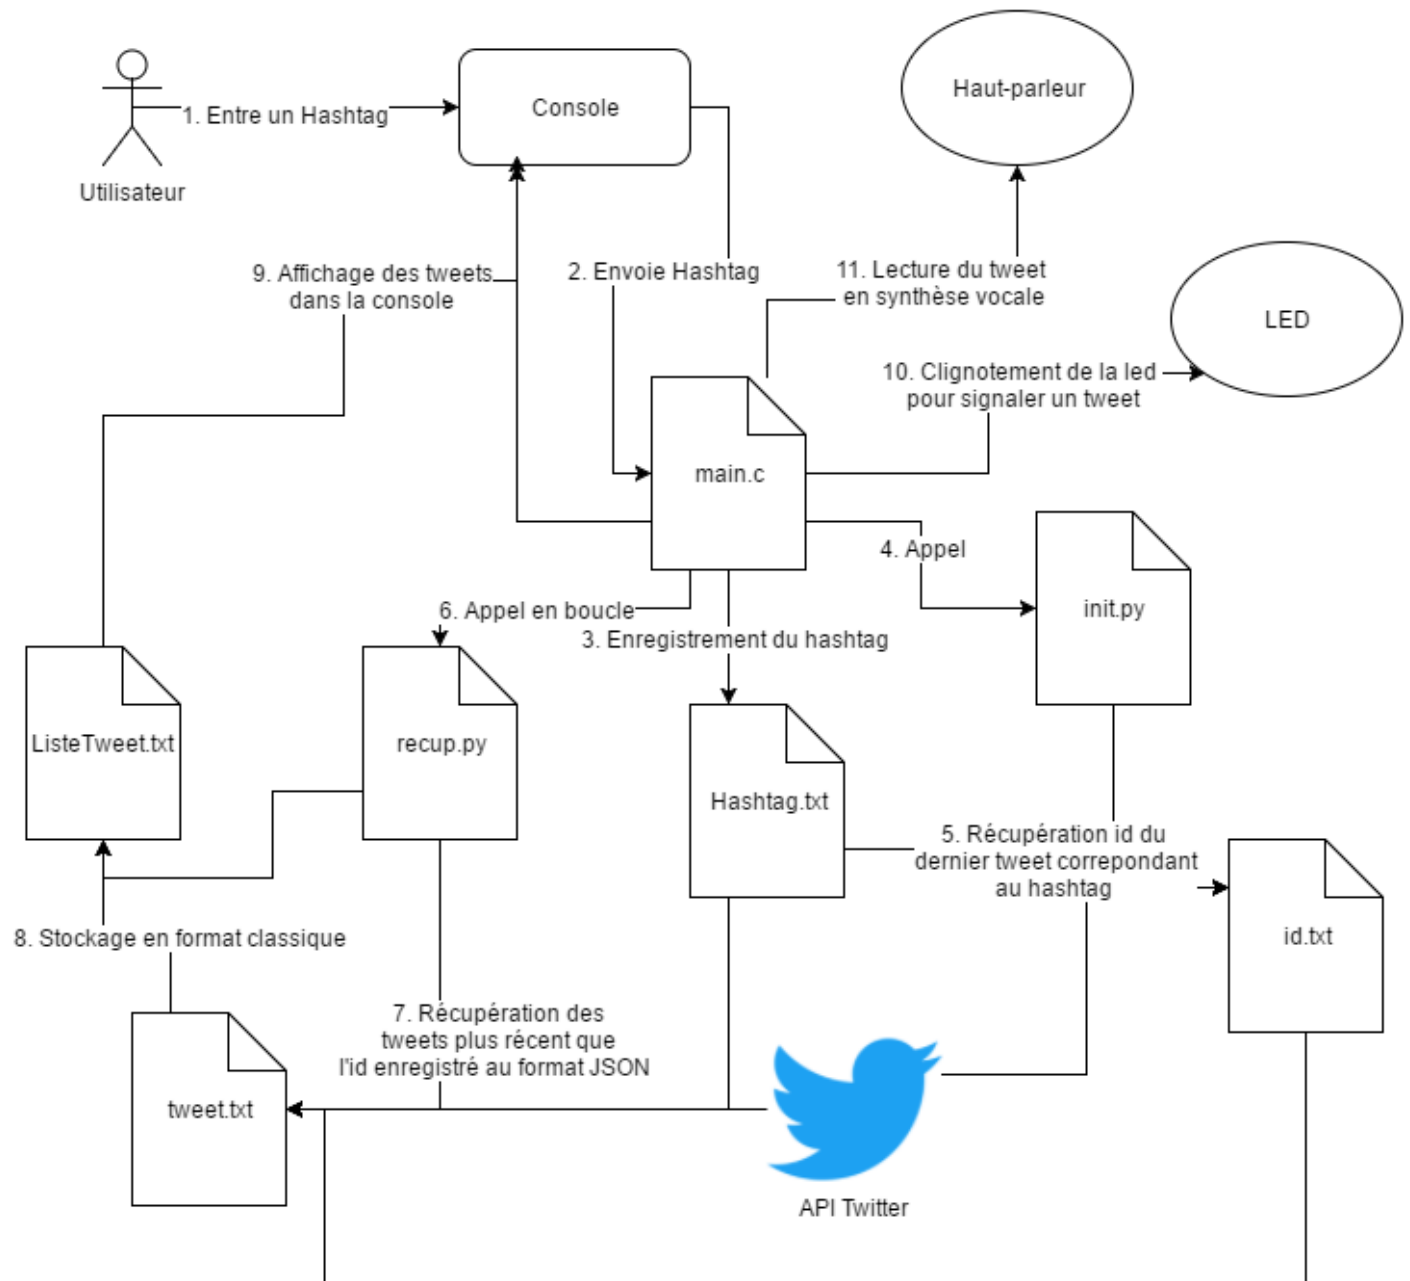 Haut-parleur
Console
1. Entre un Hashtag
Utilisateur
9. Affichage des tweets
dans la console
2. Envoie Hashtag
11. Lecture du tweet
en synthèse vocale
LED
10. Clignotement de la led
pour signaler un tweet
main.c
4. Appel
6. Appel en boucle
init.py
3. Enregistrement du hashtag
ListeTweet.txt
recup.py
Hashtag.txt
5. Récupération id du
dernier tweet correpondant
au hashtag
8. Stockage en format classique
id.txt
7. Récupération des
tweets plus récent que
l'id enregistré au format JSON
tweet.txt
API Twitter